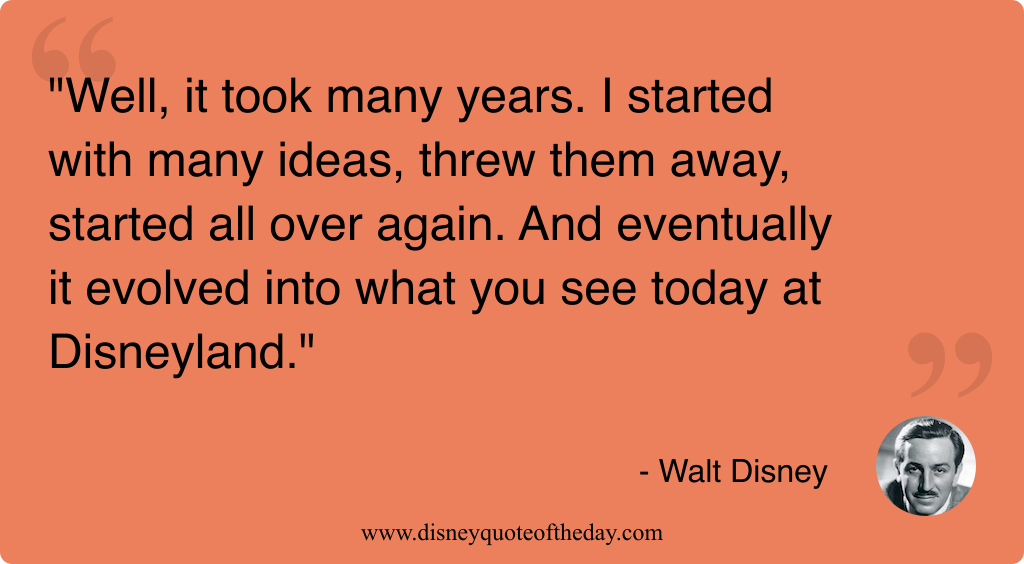 "Well, it took many years. I started
with many ideas, threw them away,
started all over again. And eventually
it evolved into what you see today at
Disneyland."
- Walt Disney
www.disneyquoteoftheday.com